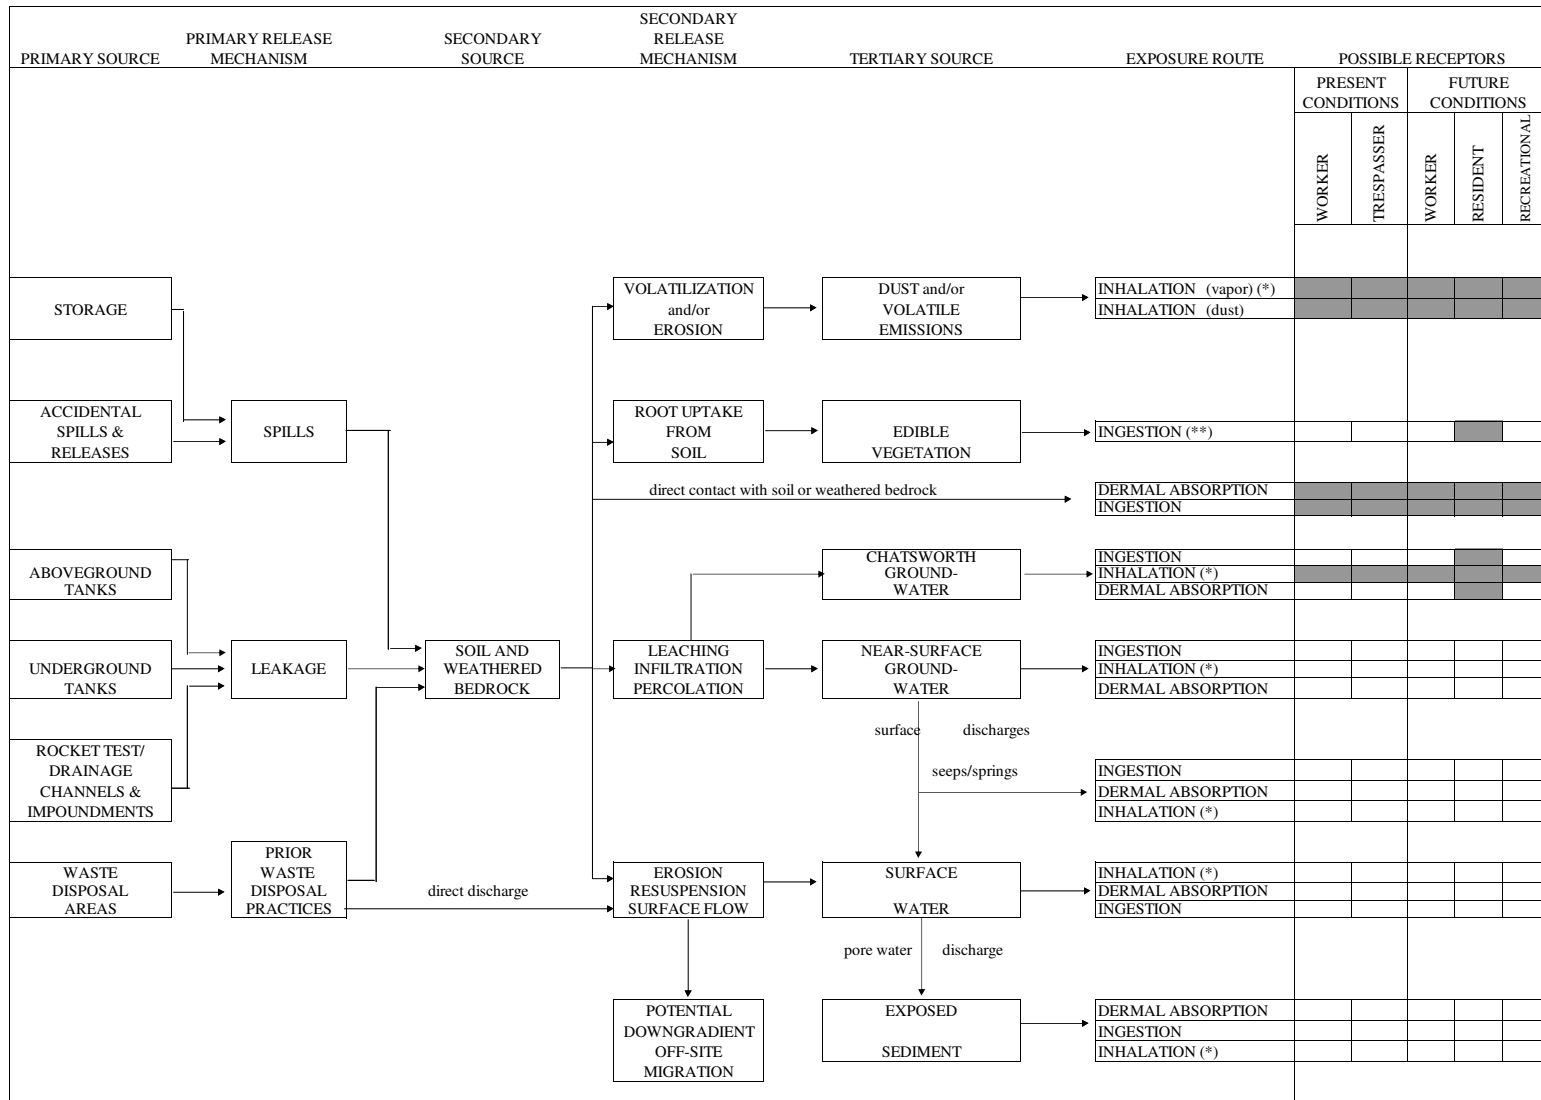 PRIMARY SOURCE
PRIMARY RELEASE
MECHANISM
SECONDARY
SOURCE
SECONDARY
RELEASE
MECHANISM
TERTIARY SOURCE
EXPOSURE ROUTE
POSSIBLE RECEPTORS
PRESENT
CONDITIONS
FUTURE
CONDITIONS
WORKER
TRESPASSER
WORKER
RESIDENT
RECREATIONAL
STORAGE
VOLATILIZATION
and/or
EROSION
DUST and/or
VOLATILE
EMISSIONS
INHALATION (vapor) (*)
INHALATION (dust)
ACCIDENTAL
SPILLS &
RELEASES
SPILLS
ROOT UPTAKE
FROM
SOIL
EDIBLE
VEGETATION
INGESTION (**)
direct contact with soil or weathered bedrock
DERMAL ABSORPTION
INGESTION
ABOVEGROUND
TANKS
CHATSWORTH
GROUND-
WATER
INGESTION
INHALATION (*)
DERMAL ABSORPTION
UNDERGROUND
TANKS
LEAKAGE
SOIL AND
WEATHERED
BEDROCK
LEACHING
INFILTRATION
PERCOLATION
NEAR-SURFACE
GROUND-
WATER
INGESTION
INHALATION (*)
DERMAL ABSORPTION
surface discharges
seeps/springs
ROCKET TEST/
DRAINAGE
CHANNELS &
IMPOUNDMENTS
INGESTION
DERMAL ABSORPTION
INHALATION (*)
WASTE
DISPOSAL
AREAS
PRIOR
WASTE
DISPOSAL
PRACTICES
direct discharge
EROSION
RESUSPENSION
SURFACE FLOW
SURFACE
WATER
INHALATION (*)
DERMAL ABSORPTION
INGESTION
pore water discharge
POTENTIAL
DOWNGRADIENT
OFF-SITE
MIGRATION
EXPOSED
SEDIMENT
DERMAL ABSORPTION
INGESTION
INHALATION (*)